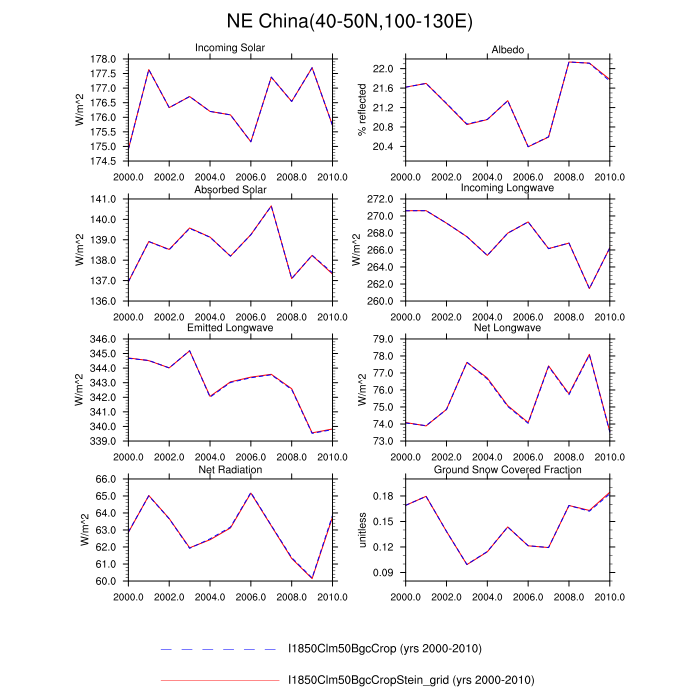 NE China(40-50N,100-130E)
Incoming Solar
Albedo
178.0
177.5
177.0
176.5
176.0
175.5
175.0
174.5
W/m^2
2000.0 2002.0 2004.0 2006.0 2008.0 2010.0
22.0
21.6
21.2
20.8
20.4
% reflected
2000.0 2002.0 2004.0 2006.0 2008.0 2010.0
Absorbed Solar
Incoming Longwave
141.0
140.0
139.0
138.0
137.0
136.0
W/m^2
2000.0 2002.0 2004.0 2006.0 2008.0 2010.0
272.0
270.0
268.0
266.0
264.0
262.0
260.0
W/m^2
2000.0 2002.0 2004.0 2006.0 2008.0 2010.0
Emitted Longwave
Net Longwave
346.0
345.0
344.0
343.0
342.0
341.0
340.0
339.0
W/m^2
2000.0 2002.0 2004.0 2006.0 2008.0 2010.0
79.0
78.0
77.0
76.0
75.0
74.0
73.0
W/m^2
2000.0 2002.0 2004.0 2006.0 2008.0 2010.0
Net Radiation
Ground Snow Covered Fraction
66.0
65.0
64.0
63.0
62.0
61.0
60.0
W/m^2
2000.0 2002.0 2004.0 2006.0 2008.0 2010.0
0.18
0.15
0.12
0.09
unitless
2000.0 2002.0 2004.0 2006.0 2008.0 2010.0
I1850Clm50BgcCrop (yrs 2000-2010)
I1850Clm50BgcCropStein_grid (yrs 2000-2010)